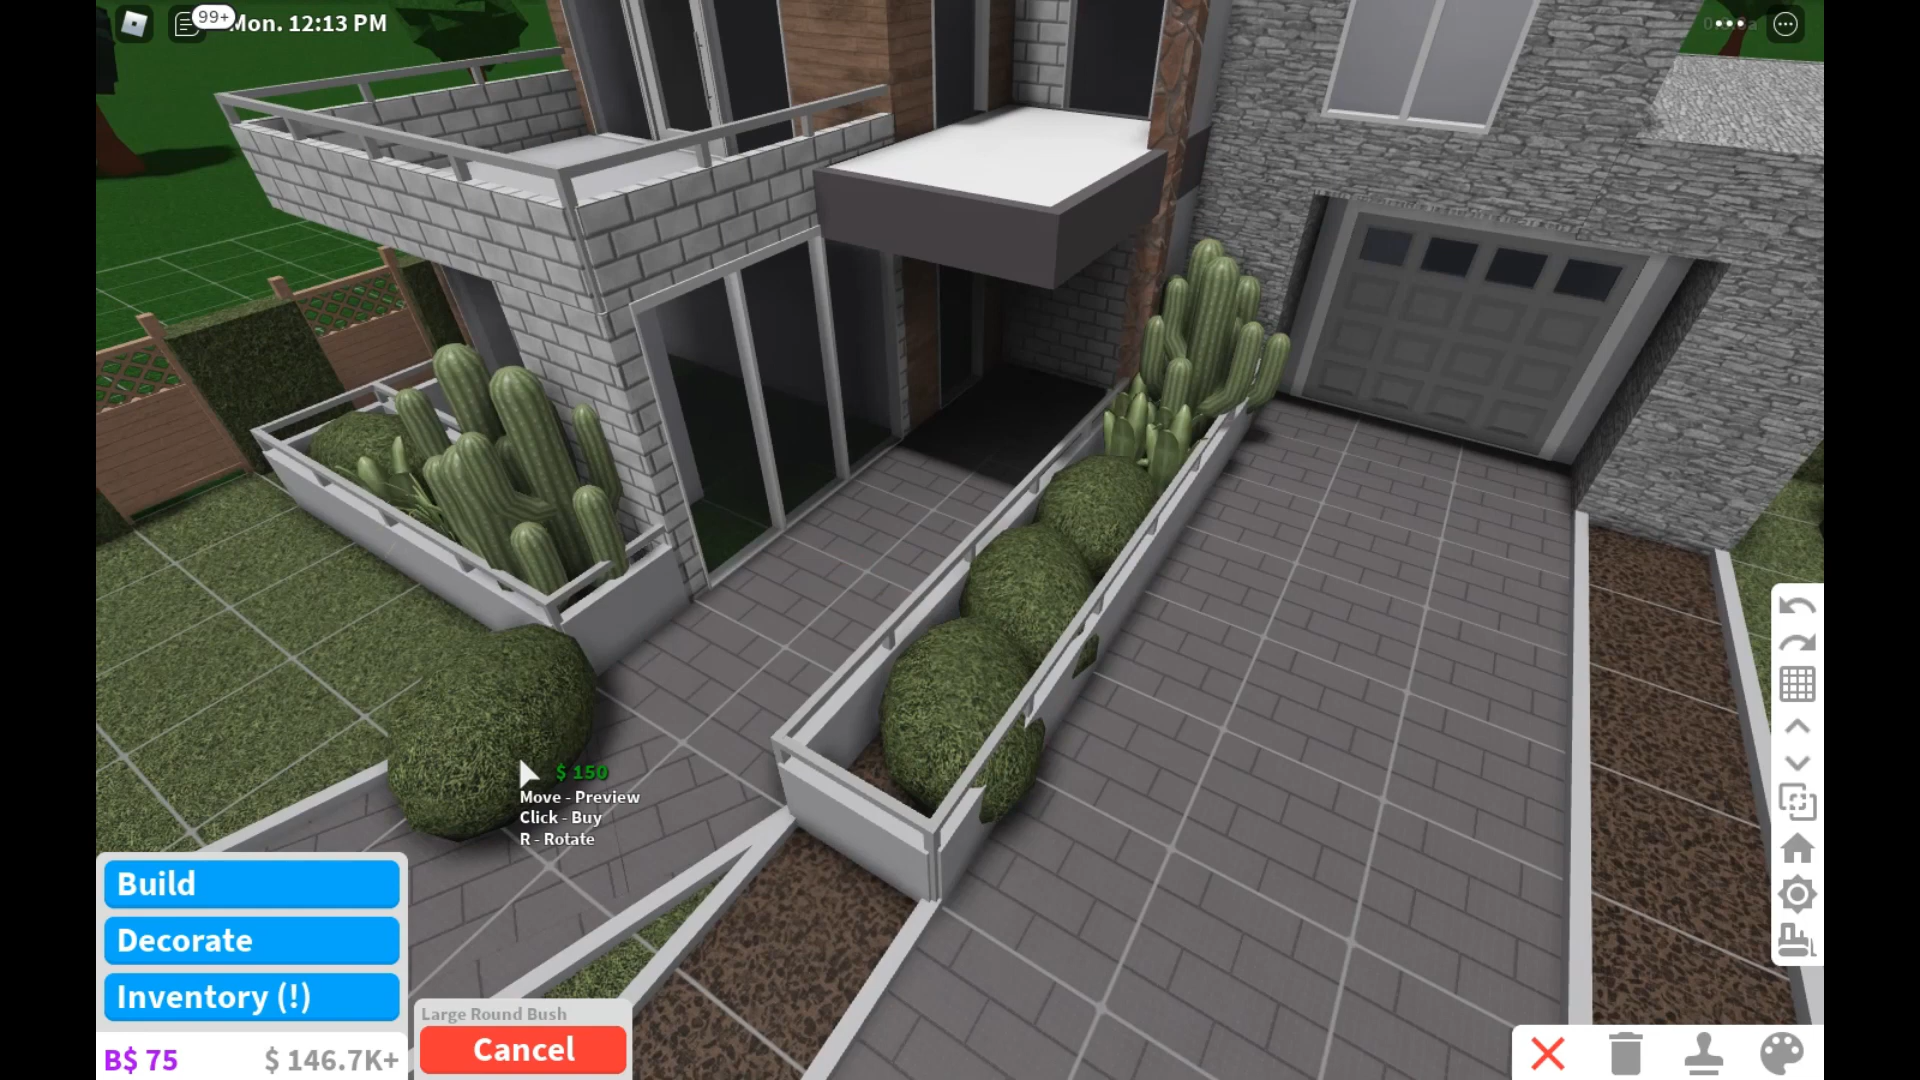 99+
Mon. 12:13 PM
$ 150
Move - Preview
Click - Buy
R - Rotate
Build
Decorate
Inventory (!)
Large Round Bush
B$ 75
$ 146.7K+
Cancel